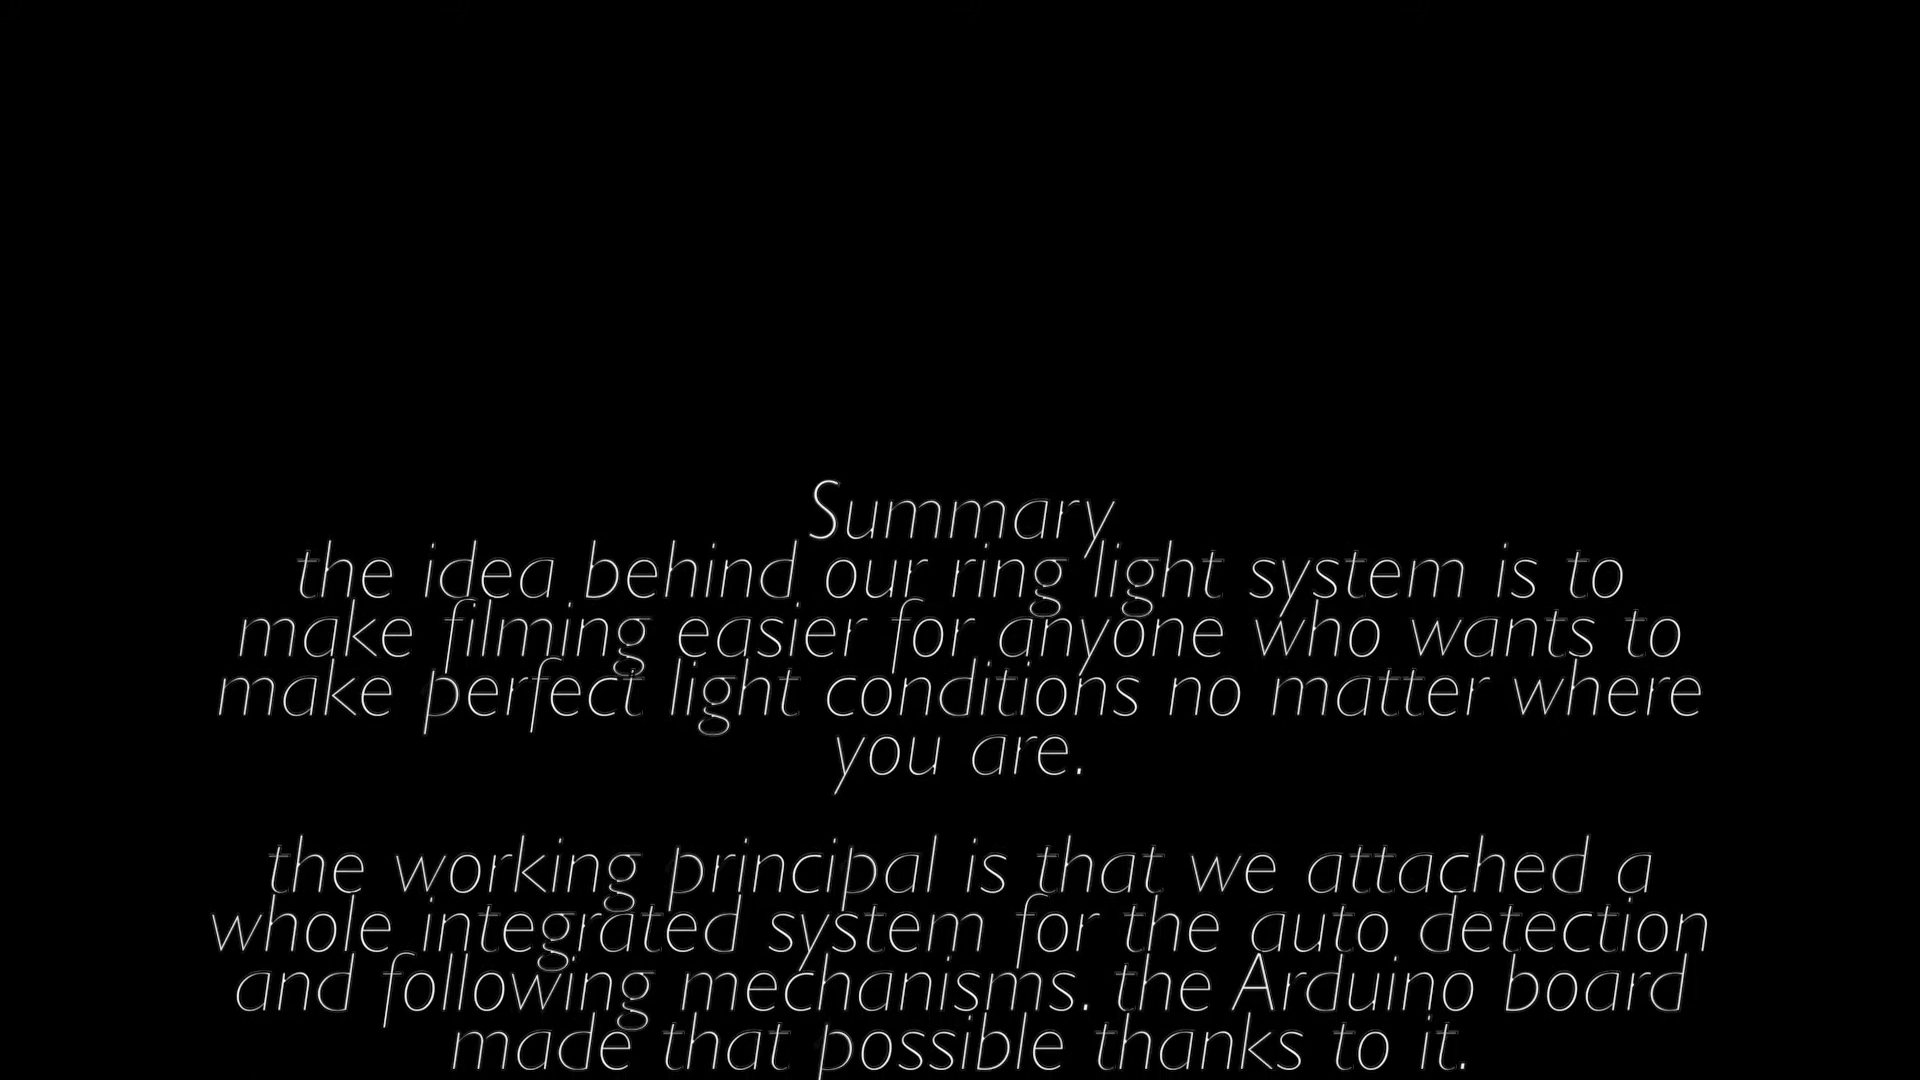 Summary
the idea behind our ring light system is to
make filming easier for anyone who wants to
make perfect light conditions no matter where
you are.
the working principal is that we attached a
whole integrated system for the auto detection
and following mechanisms. the Arduino board
made that possible thanks to it.